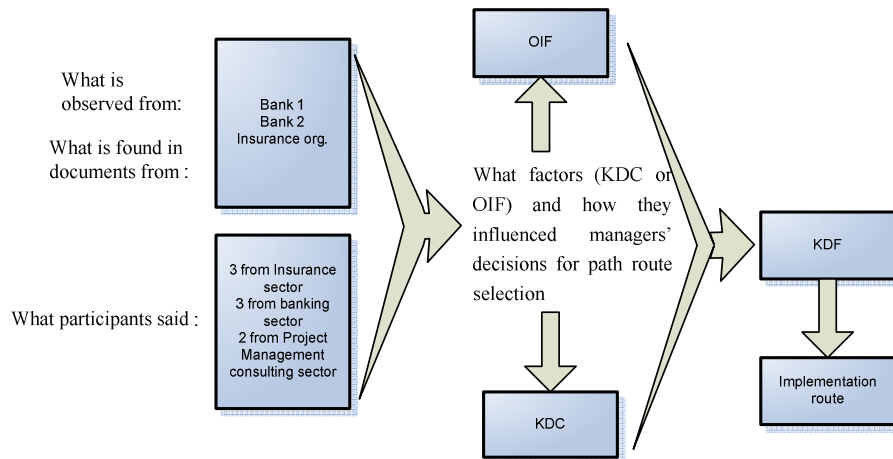 What is
observed from:
What is found in
documents from :
Bank 1
Bank 2
Insurance org.
What participants said :
3 from Insurance
sector
3 from banking
sector
2 from Project
Management
consulting sector
OIF
What factors (KDC or
OIF) and how they
influenced managers’
decisions for path route
selection
KDC
KDF
Implementation
route